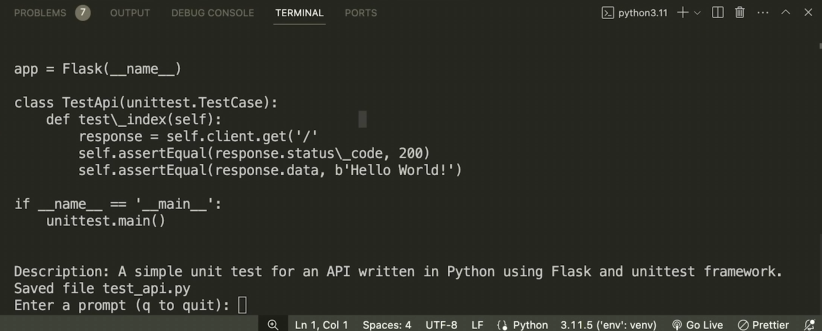 PROBLEMS 7 OUTPUT DEBUG CONSOLE TERMINAL PORTS python3.11
app = Flask(__name__)
class TestApi(unittest.TestCase):
    def test\_index(self):
        response = self.client.get('/'
        self.assertEqual(response.status\_code, 200)
        self.assertEqual(response.data, b'Hello World!')
if __name__ == '__main__':
    unittest.main()
Description: A simple unit test for an API written in Python using Flask and unittest framework.
Saved file test_api.py
Enter a prompt (q to quit):
Ln 1, Col 1 Spaces: 4 UTF-8 LF Python 3.11.5 ('env': venv) Go Live Prettier